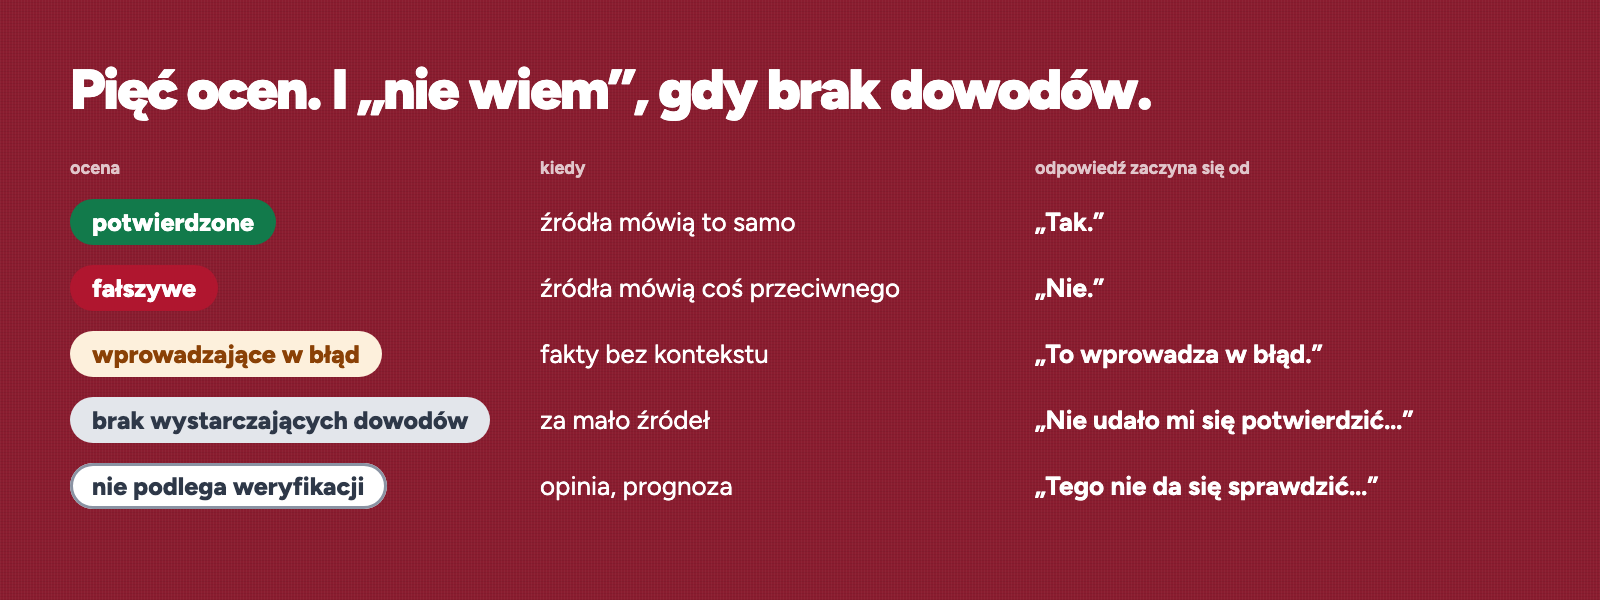 Pięć ocen. I „nie wiem”, gdy brak dowodów.
ocena kiedy odpowiedź zaczyna się od
potwierdzone źródła mówią to samo „Tak.”
fałszywe źródła mówią coś przeciwnego „Nie.”
wprowadzające w błąd fakty bez kontekstu „To wprowadza w błąd.”
brak wystarczających dowodów za mało źródeł „Nie udało mi się potwierdzić...”
nie podlega weryfikacji opinia, prognoza „Tego nie da się sprawdzić...”